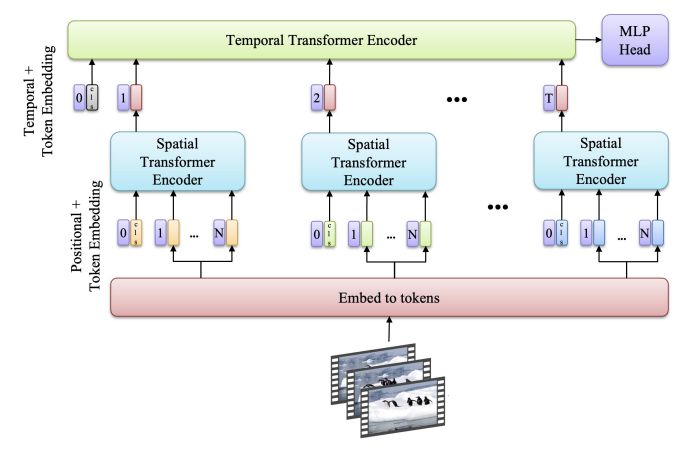 Temporal Transformer Encoder
MLP
Head
Temporal +
Token Embedding
0 cls
1
2
•••
T
Spatial
Transformer
Encoder
Spatial
Transformer
Encoder
Spatial
Transformer
Encoder
•••
Positional +
Token Embedding
0 cls 1 ... N
0 cls 1 ... N
0 cls 1 ... N
Embed to tokens